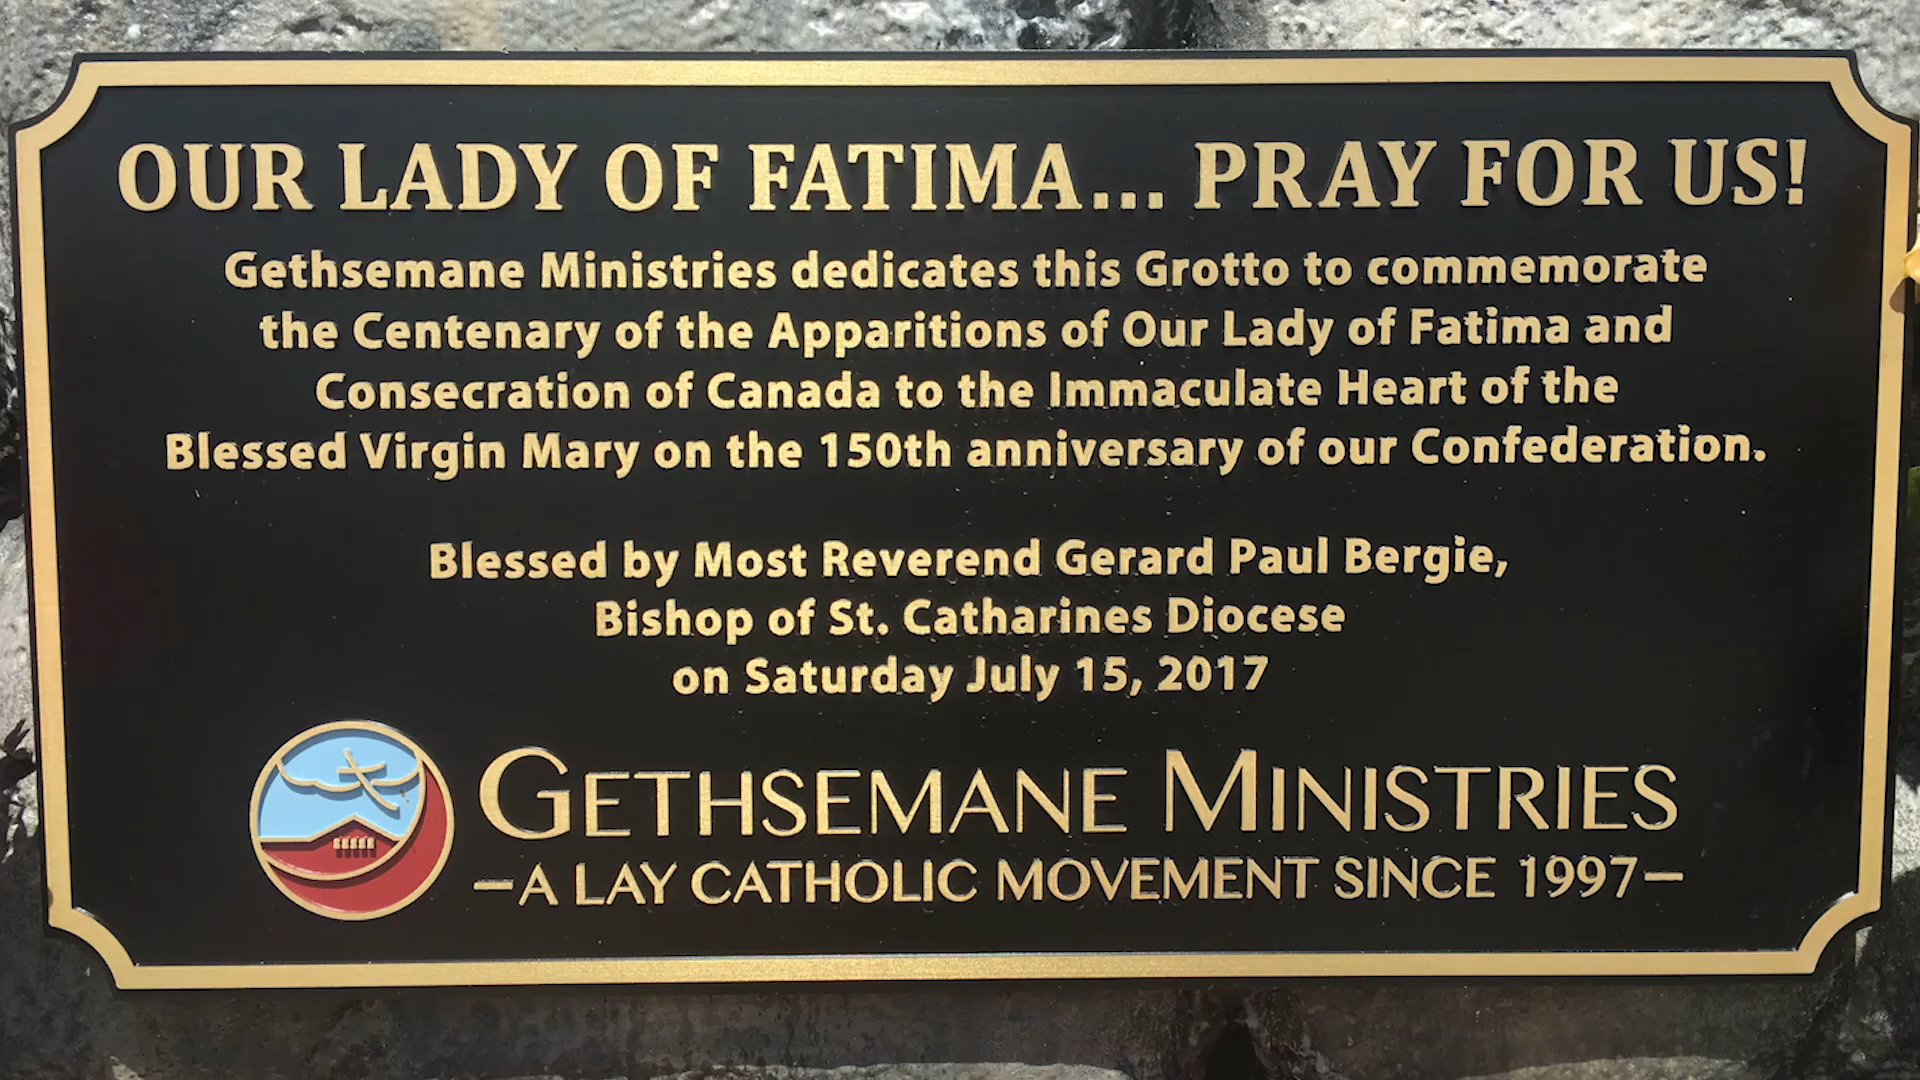 OUR LADY OF FATIMA... PRAY FOR US!
Gethsemane Ministries dedicates this Grotto to commemorate
the Centenary of the Apparitions of Our Lady of Fatima and
Consecration of Canada to the Immaculate Heart of the
Blessed Virgin Mary on the 150th anniversary of our Confederation.
Blessed by Most Reverend Gerard Paul Bergie,
Bishop of St. Catharines Diocese
on Saturday July 15, 2017
GETHSEMANE MINISTRIES
—A LAY CATHOLIC MOVEMENT SINCE 1997—